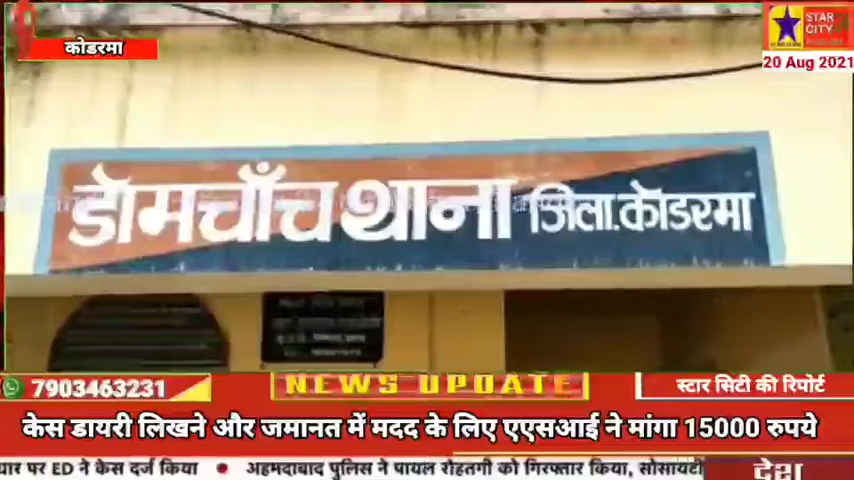 कोडरमा
STAR
CITY
20 Aug 2021
डोमचाँच थाना जिला.कोडरमा
7903463231
NEWS UPDATE
स्टार सिटी की रिपोर्ट
केस डायरी लिखने और जमानत में मदद के लिए एएसआई ने मांगा 15000 रुपये
पर ED ने केस दर्ज किया • अहमदाबाद पुलिस ने पायल रोहतगी को गिरफ्तार किया, सोसायटी
देश